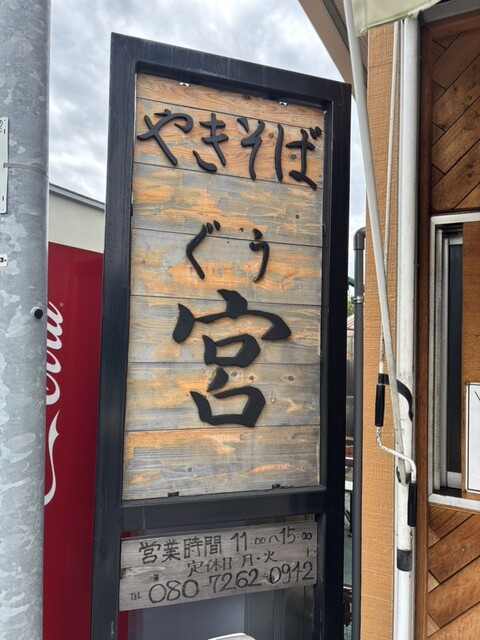 やきそば
ぐう
宮
営業時間 11:00〜15:00
定休日 月・火
TEL 080 7262 0912